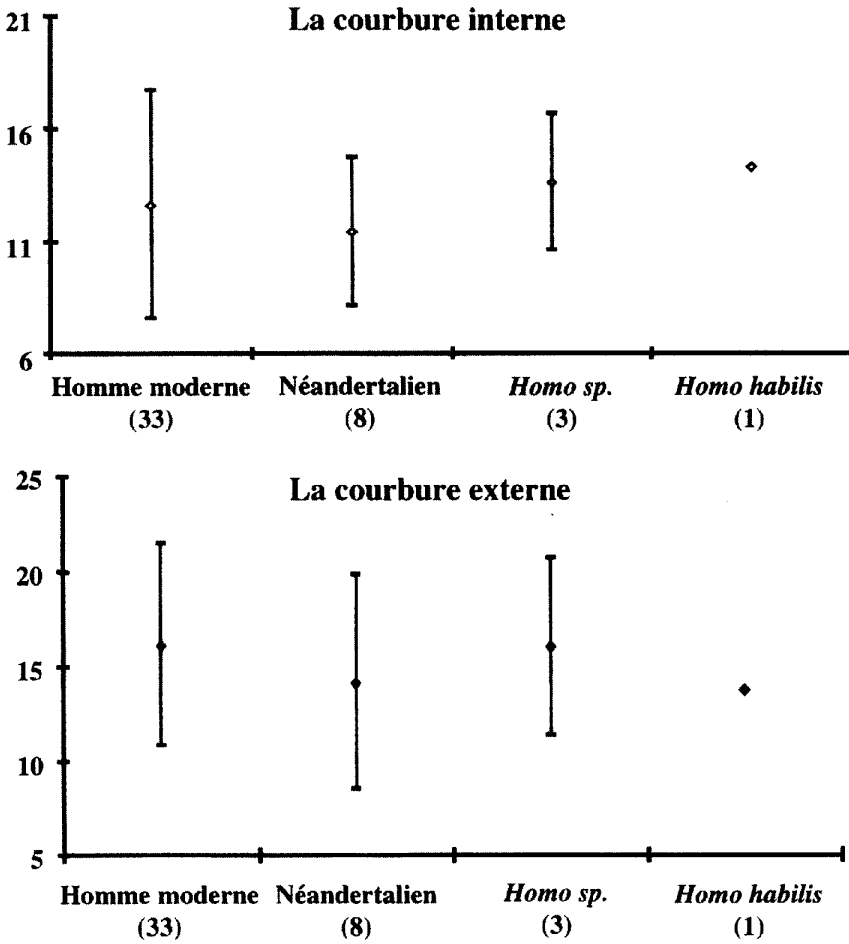 La courbure interne
21
16
11
6
Homme moderne Néandertalien Homo sp. Homo habilis
(33) (8) (3) (1)
La courbure externe
25
20
15
10
5
Homme moderne Néandertalien Homo sp. Homo habilis
(33) (8) (3) (1)